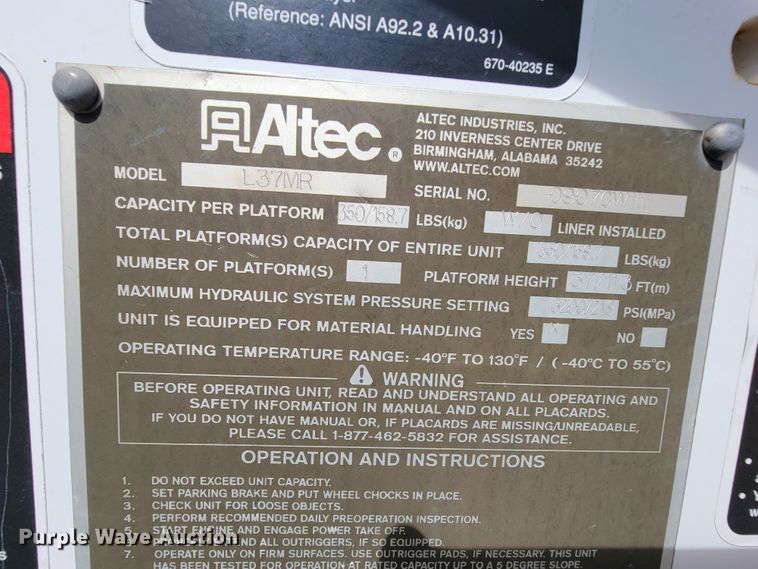 (Reference: ANSI A92.2 & A10.31)
670-40235 E
Altec®
ALTEC INDUSTRIES, INC.
210 INVERNESS CENTER DRIVE
BIRMINGHAM, ALABAMA 35242
WWW.ALTEC.COM
MODEL L37MR SERIAL NO.
CAPACITY PER PLATFORM 350/158.7 LBS(kg) W/O LINER INSTALLED
TOTAL PLATFORM(S) CAPACITY OF ENTIRE UNIT 350/158.7 LBS(kg)
NUMBER OF PLATFORM(S) 1 PLATFORM HEIGHT FT(m)
MAXIMUM HYDRAULIC SYSTEM PRESSURE SETTING PSI(MPa)
UNIT IS EQUIPPED FOR MATERIAL HANDLING YES X NO
OPERATING TEMPERATURE RANGE: -40°F TO 130°F / ( -40°C TO 55°C)
WARNING
BEFORE OPERATING UNIT, READ AND UNDERSTAND ALL OPERATING AND
SAFETY INFORMATION IN MANUAL AND ON ALL PLACARDS.
IF YOU DO NOT HAVE MANUAL OR, IF PLACARDS ARE MISSING/UNREADABLE,
PLEASE CALL 1-877-462-5832 FOR ASSISTANCE.
OPERATION AND INSTRUCTIONS
1. DO NOT EXCEED UNIT CAPACITY.
2. SET PARKING BRAKE AND PUT WHEEL CHOCKS IN PLACE.
3. CHECK UNIT FOR LOOSE OBJECTS.
4. PERFORM RECOMMENDED DAILY PREOPERATION INSPECTION.
5. START ENGINE AND ENGAGE POWER TAKE OFF.
6. AND ALL OUTRIGGERS, IF SO EQUIPPED.
7. OPERATE ONLY ON FIRM SURFACES. USE OUTRIGGER PADS, IF NECESSARY. THIS UNIT
HAS BEEN TESTED FOR OPERATION AT RATED CAPACITY UP TO A 5 DEGREE SLOPE.
Purple Wave Auction